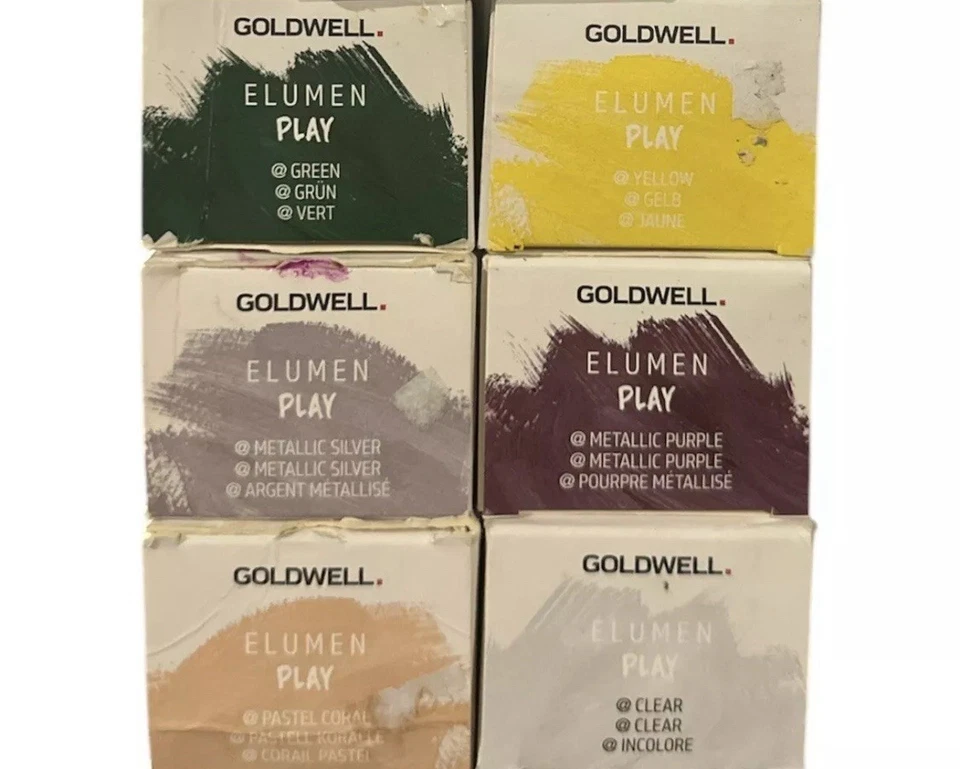 GOLDWELL.
ELUMEN
PLAY
@ GREEN
@ GRÜN
@ VERT
GOLDWELL.
ELUMEN
PLAY
@ YELLOW
@ GELB
@ JAUNE
GOLDWELL.
ELUMEN
PLAY
@ METALLIC SILVER
@ METALLIC SILVER
@ ARGENT MÉTALLISÉ
GOLDWELL.
ELUMEN
PLAY
@ METALLIC PURPLE
@ METALLIC PURPLE
@ POURPRE MÉTALLISÉ
GOLDWELL.
ELUMEN
PLAY
@ PASTEL CORAL
@ PASTELL KORALLE
@ CORAIL PASTEL
GOLDWELL.
ELUMEN
PLAY
@ CLEAR
@ CLEAR
@ INCOLORE